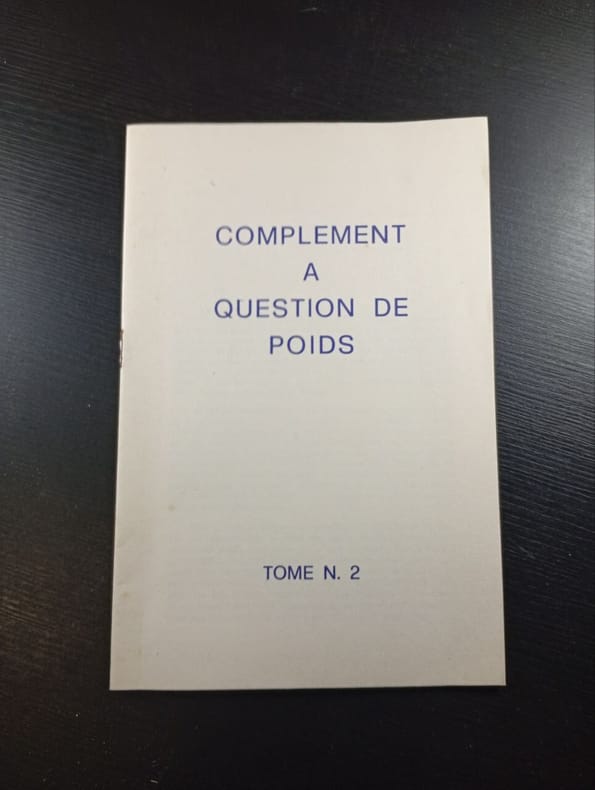 COMPLEMENT
A
QUESTION DE
POIDS
TOME N. 2